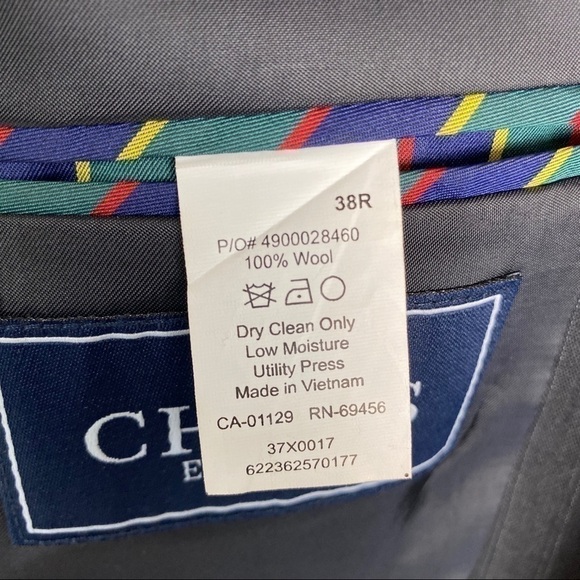 38R
P/O# 4900028460
100% Wool
Dry Clean Only
Low Moisture
Utility Press
Made in Vietnam
CA-01129 RN-69456
37X0017
622362570177